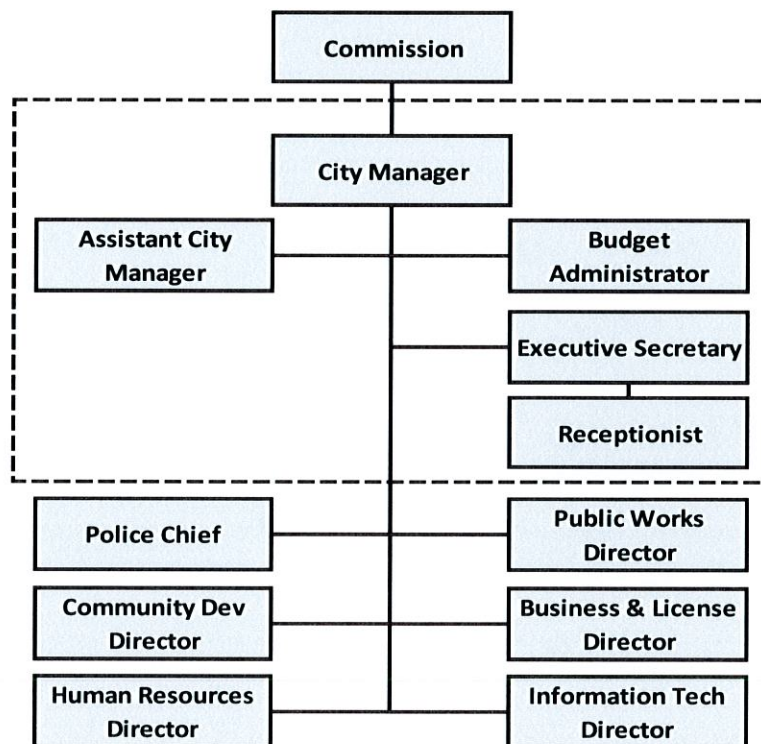 Commission
City Manager
Assistant City
Manager
Budget
Administrator
Executive Secretary
Receptionist
Police Chief
Public Works
Director
Community Dev
Director
Business & License
Director
Human Resources
Director
Information Tech
Director